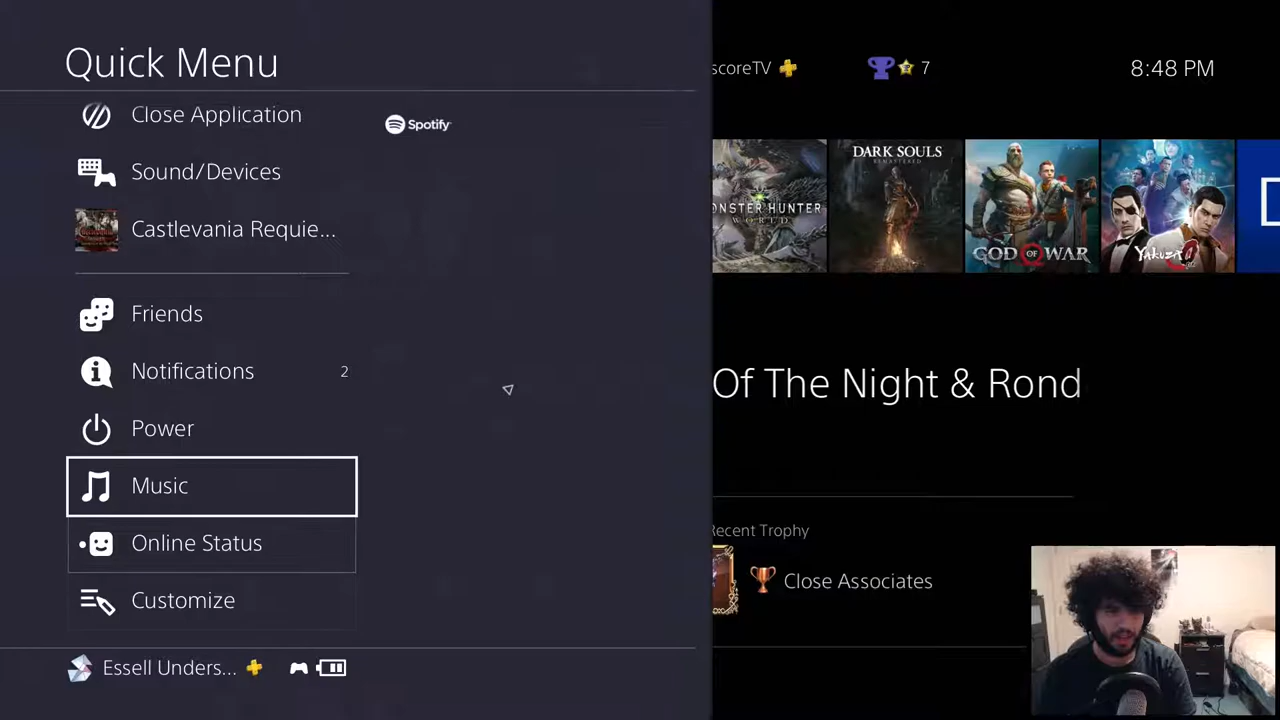 Quick Menu
Close Application
Sound/Devices
Castlevania Requie...
Friends
Notifications 2
Power
Music
Online Status
Customize
Essell Unders...
Spotify
scoreTV
7
8:48 PM
ONSTER HUNTER
WORLD
DARK SOULS
REMASTERED
GOD OF WAR
Yakuza 0
Of The Night & Rond
Recent Trophy
Close Associates